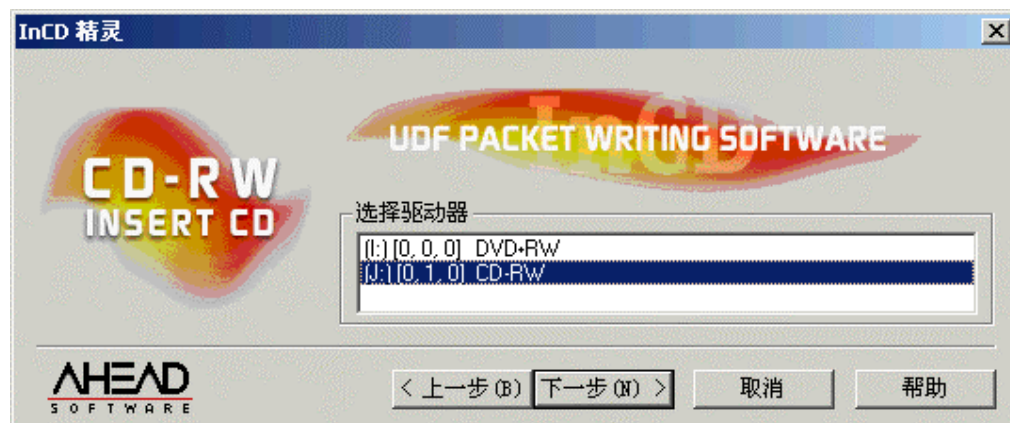 InCD 精灵
InCD
UDF PACKET WRITING SOFTWARE
CD-RW
INSERT CD
选择驱动器
(I:) [0, 0, 0] DVD+RW
(J:) [0, 1, 0] CD-RW
AHEAD
SOFTWARE
< 上一步(B)
下一步(N) >
取消
帮助